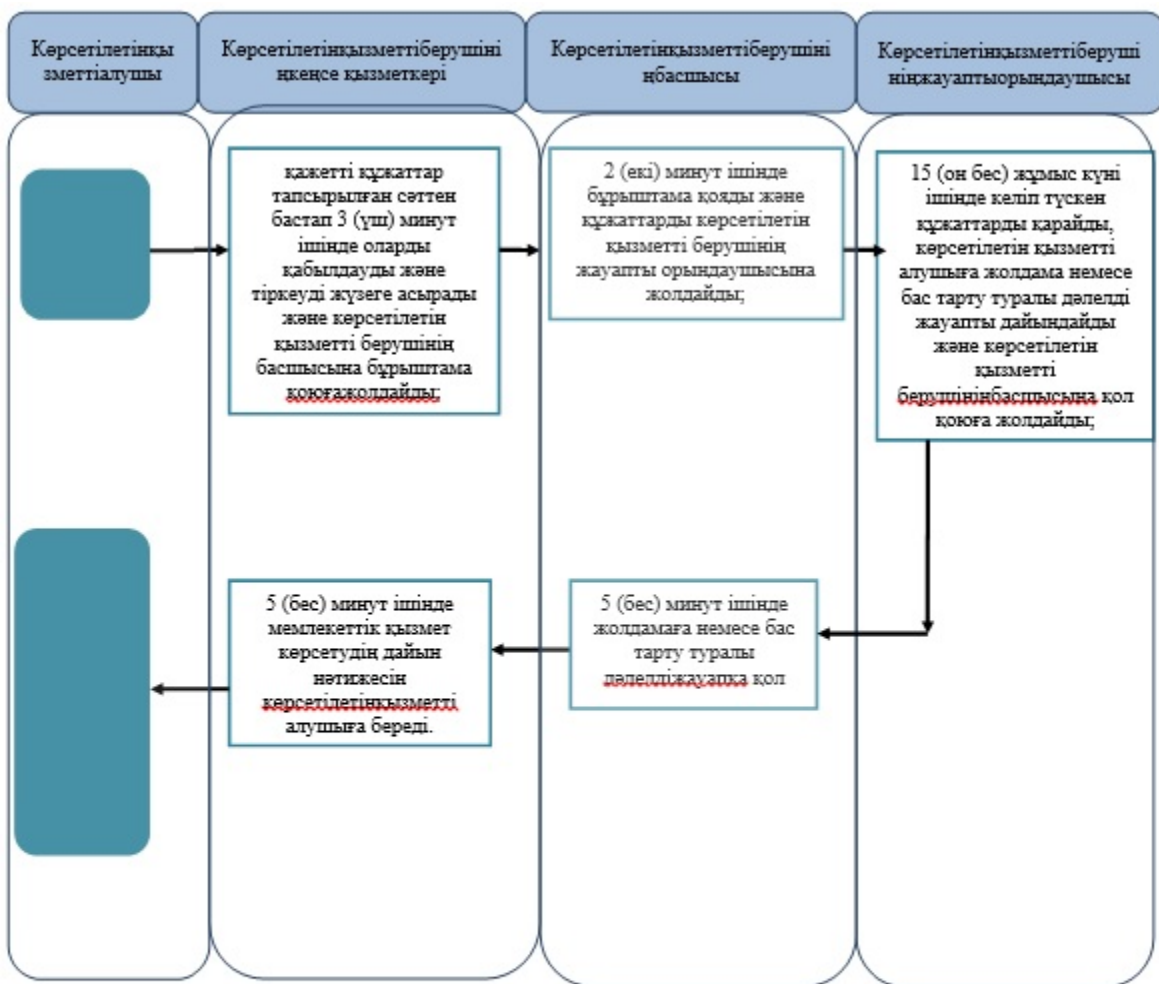 Көрсетілетінқы
зметтіалушы
Көрсетілетінқызметтіберушіні
ңкеңсе қызметкері
Көрсетілетінқызметтіберушіні
ңбасшысы
Көрсетілетінқызметтіберуші
ніңжауаптыорындаушысы
қажетті құжаттар
тапсырылған сәттен
бастап 3 (үш) минут
ішінде оларды
қабылдауды және
тіркеуді жүзеге асырады
және көрсетілетін
қызметті берушінің
басшысына бұрыштама
қоюғажолдайды;
2 (екі) минут ішінде
бұрыштама қояды және
құжаттарды көрсетілетін
қызметті берушінің
жауапты орындаушысына
жолдайды;
15 (он бес) жұмыс күні
ішінде келіп түскен
құжаттарды қарайды,
көрсетілетін қызметті
алушыға жолдама немесе
бас тарту туралы дәлелді
жауапты дайындайды
және көрсетілетін
қызметті
берушініңбасшысына қол
қоюға жолдайды;
5 (бес) минут ішінде
жолдамаға немесе бас
тарту туралы
дәлелдіжауапқа қол
5 (бес) минут ішінде
мемлекеттік қызмет
көрсетудің дайын
нәтижесін
көрсетілетінқызметті
алушыға береді.